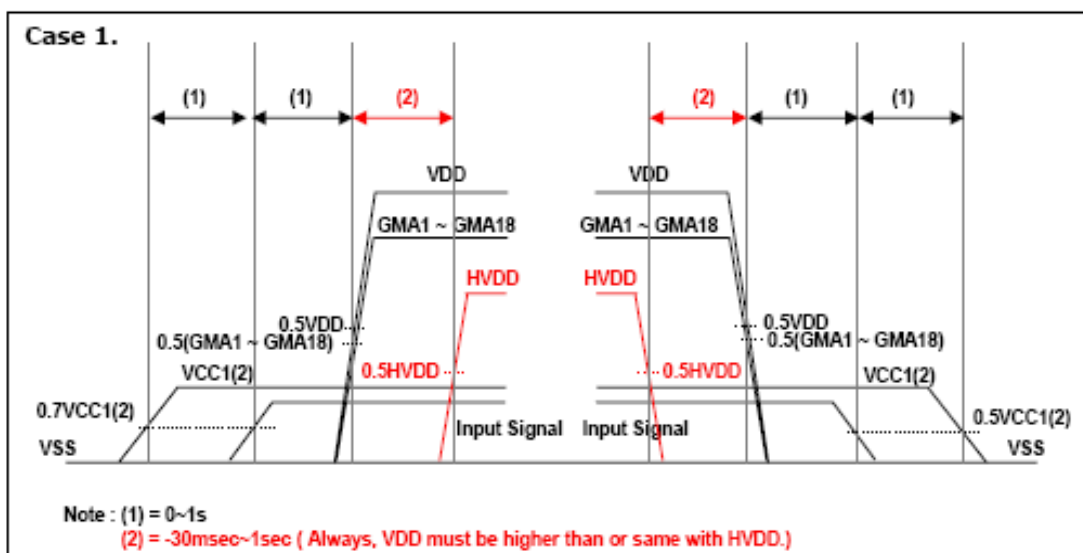 Case 1.
(1) (1) (2) (2) (1) (1)
VDD VDD
GMA1 ~ GMA18 GMA1 ~ GMA18
HVDD HVDD
0.5VDD 0.5VDD
0.5(GMA1 ~ GMA18) 0.5(GMA1 ~ GMA18)
VCC1(2) 0.5HVDD 0.5HVDD VCC1(2)
0.7VCC1(2) 0.5VCC1(2)
Input Signal Input Signal
VSS VSS
Note : (1) = 0~1s
(2) = -30msec~1sec ( Always, VDD must be higher than or same with HVDD.)